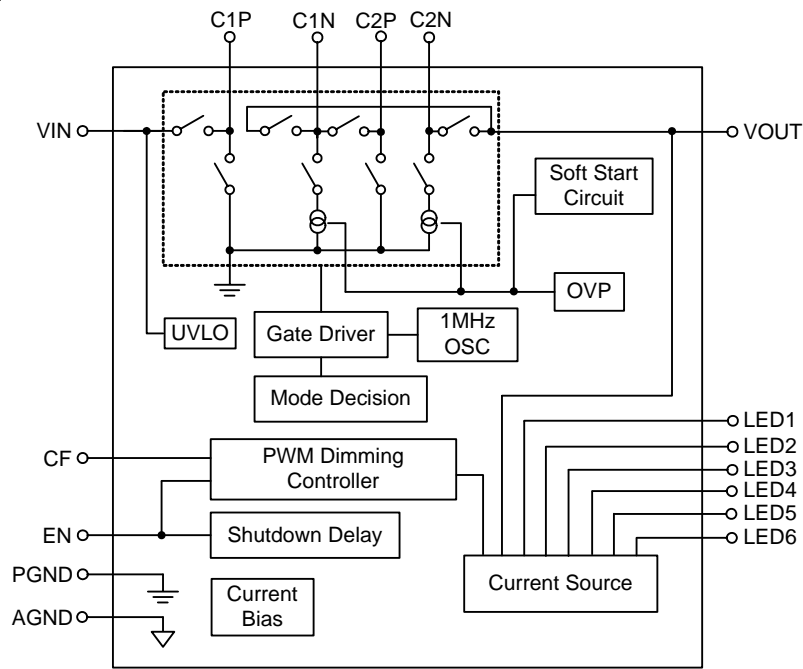 C1P C1N C2P C2N
VIN
VOUT
Soft Start
Circuit
OVP
UVLO
Gate Driver
1MHz
OSC
Mode Decision
LED1
LED2
LED3
LED4
LED5
LED6
CF
PWM Dimming
Controller
EN
Shutdown Delay
PGND
Current
Bias
Current Source
AGND